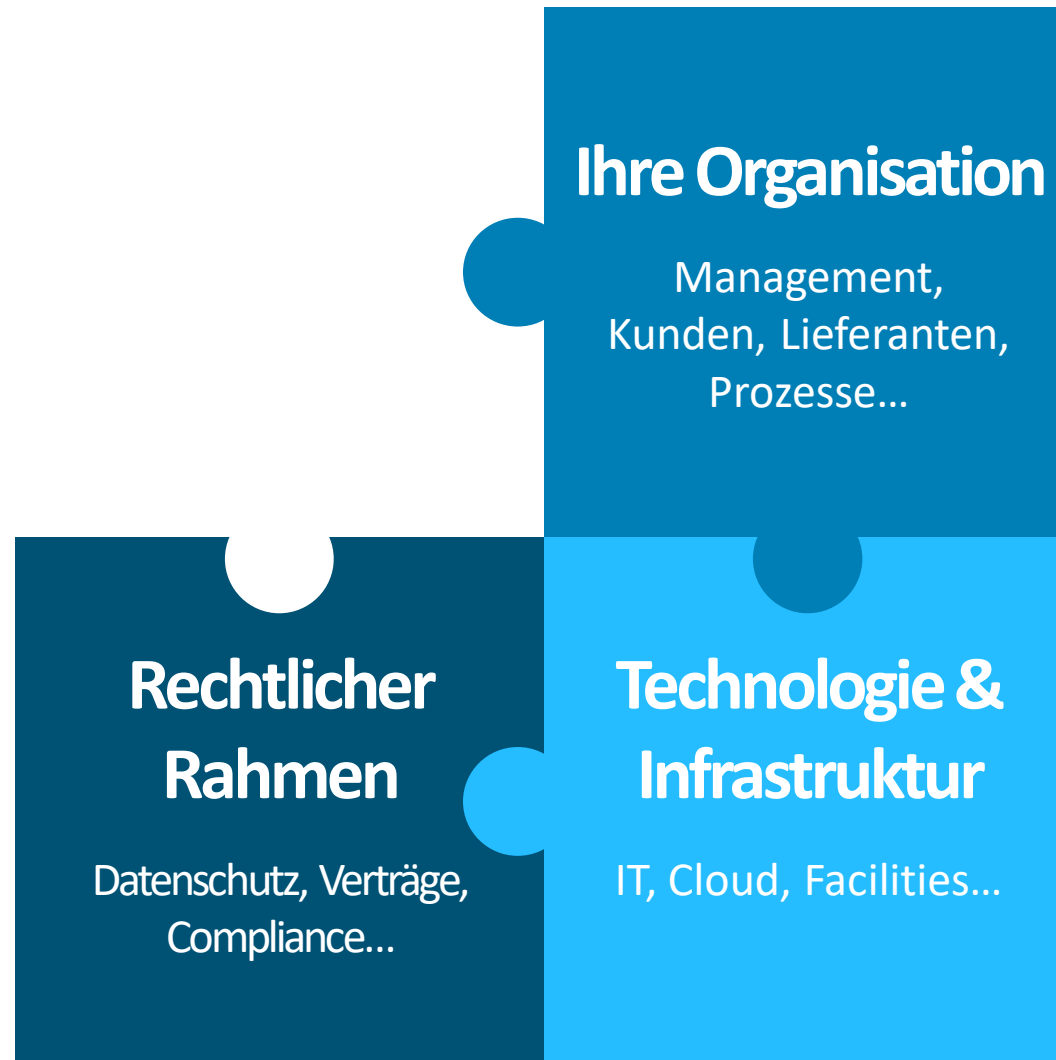 Ihre Organisation
Management,
Kunden, Lieferanten,
Prozesse...
Rechtlicher
Rahmen
Datenschutz, Verträge,
Compliance...
Technologie &
Infrastruktur
IT, Cloud, Facilities...